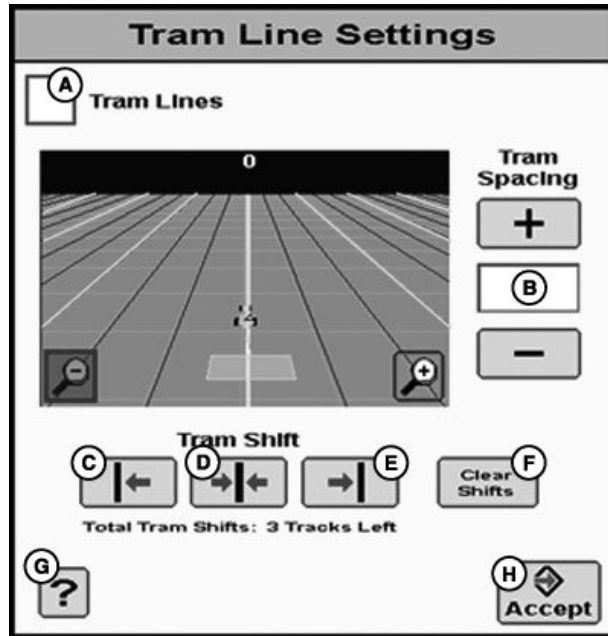 Tram Line Settings
A
Tram Lines
0
Tram
Spacing
+
B
−
Tram Shift
C
D
E
F
Clear
Shifts
Total Tram Shifts: 3 Tracks Left
G
?
H
Accept